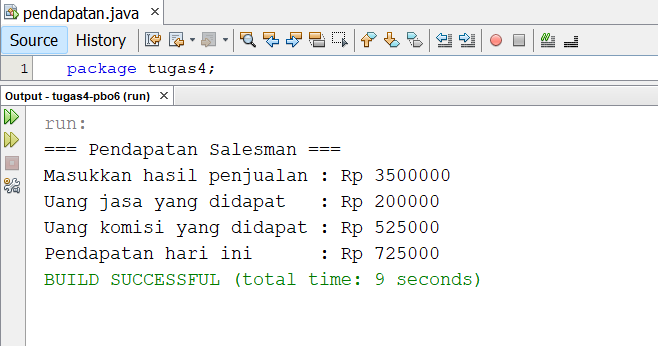 pendapatan.java
Source History
1 package tugas4;
Output - tugas4-pbo6 (run)
run:
=== Pendapatan Salesman ===
Masukkan hasil penjualan : Rp 3500000
Uang jasa yang didapat   : Rp 200000
Uang komisi yang didapat : Rp 525000
Pendapatan hari ini      : Rp 725000
BUILD SUCCESSFUL (total time: 9 seconds)